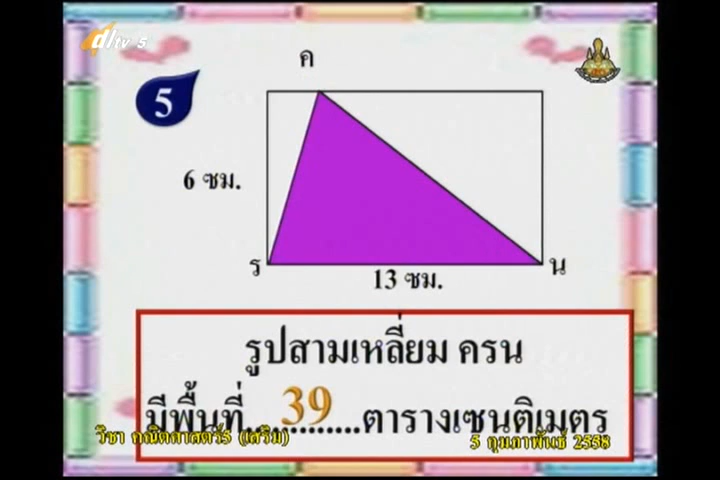 dltv 5
ค
5
6 ซม.
ร
น
13 ซม.
รูปสามเหลี่ยม ครน
มีพื้นที่.....39.....ตารางเซนติเมตร
วิชา คณิตศาสตร์5 (เสริม)
5 กุมภาพันธ์ 2558